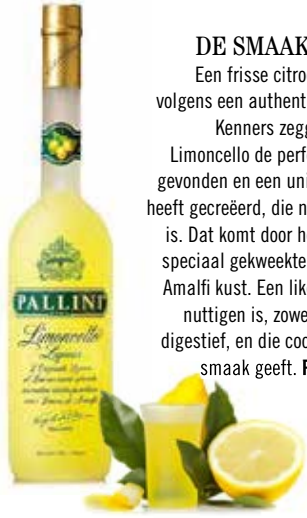 DE SMAAK
Een frisse citro
volgens een authent
Kenners zegg
Limoncello de perf
gevonden en een uni
heeft gecreëerd, die n
is. Dat komt door h
speciaal gekweekte
Amalfi kust. Een lik
nuttigen is, zowe
digestief, en die coc
smaak geeft.
PALLINI
Limoncello
Liqueur